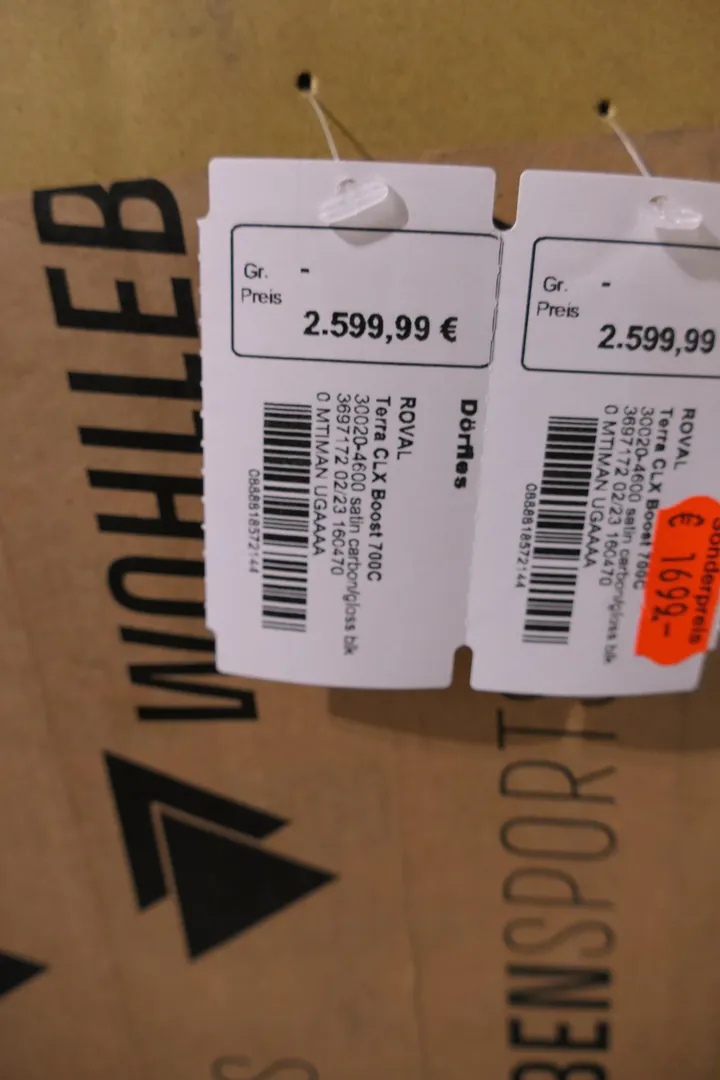 WOHLLEB
Gr. -
Preis
2.599,99 €
Dörfles
ROVAL
Terra CLX Boost 700C
30020-4600 satin carbon/gloss blk
3697172 02/23 160470
0 MTIMAN UGAAAA
0888818572144
Gr. -
Preis
2.599,99
ROVAL
Terra CLX Boost 700C
30020-4600 satin carbon/gloss blk
3697172 02/23 160470
0 MTIMAN UGAAAA
0888818572144
Sonderpreis
€ 1699,-
BENSPORTS
S